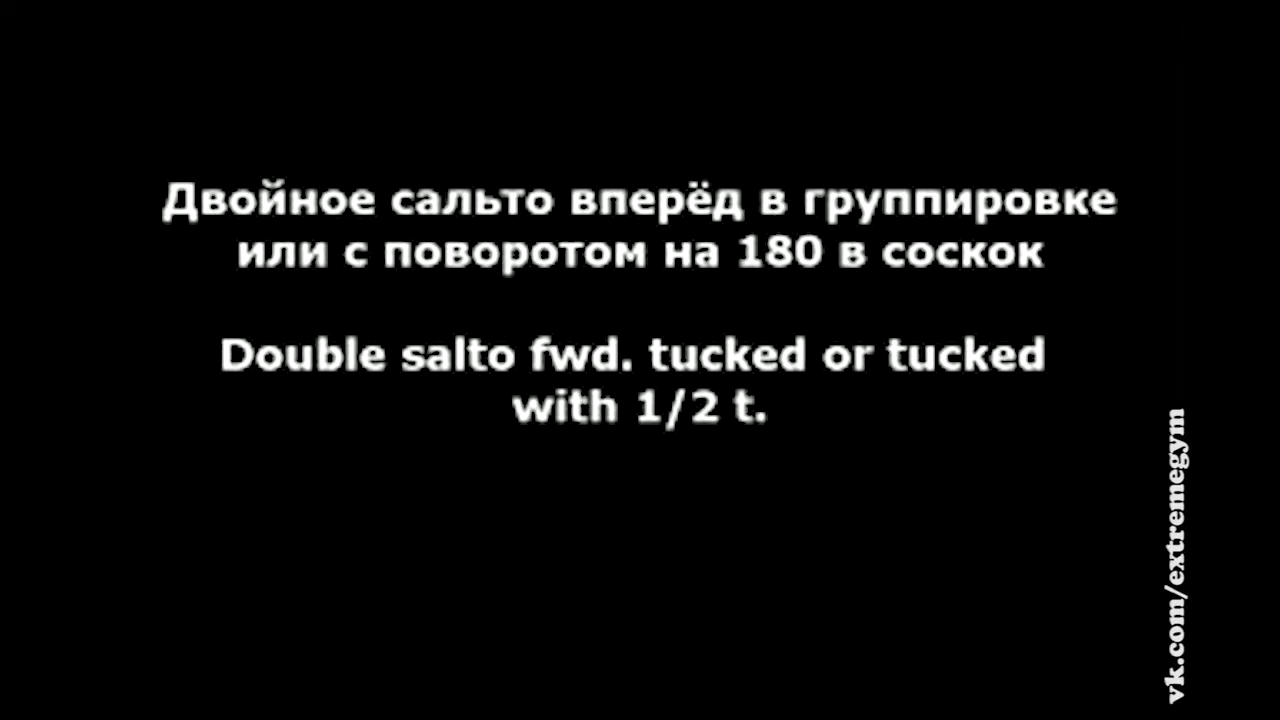 Двойное сальто вперёд в группировке
или с поворотом на 180 в соскок
Double salto fwd. tucked or tucked
with 1/2 t.
vk.com/extremegym